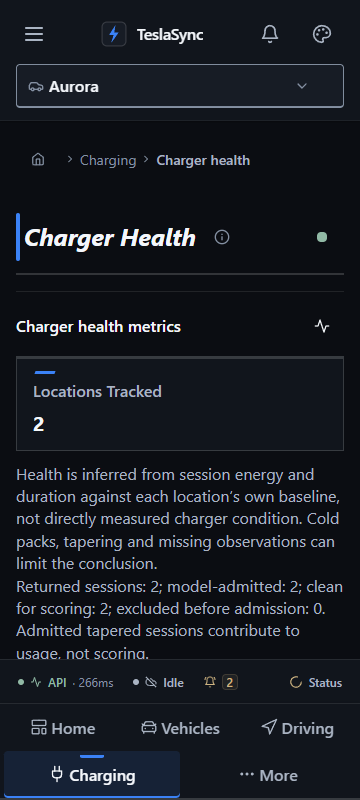 TeslaSync
Aurora
Charging > Charger health
Charger Health
Charger health metrics
Locations Tracked
2
Health is inferred from session energy and
duration against each location's own baseline,
not directly measured charger condition. Cold
packs, tapering and missing observations can
limit the conclusion.
Returned sessions: 2; model-admitted: 2; clean
for scoring: 2; excluded before admission: 0.
Admitted tapered sessions contribute to
usage, not scoring.
API · 266ms Idle 2 Status
Home Vehicles Driving
Charging ··· More